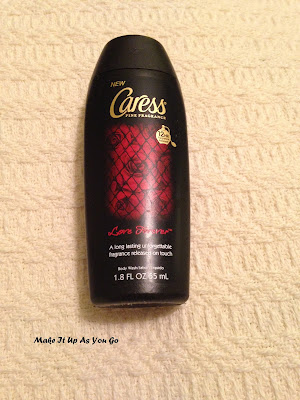 NEW
Caress
FINE FRAGRANCE
Love Forever™
A long lasting unforgettable
fragrance released on touch
Body Wash
1.8 FL OZ 55 mL
Make It Up As You Go